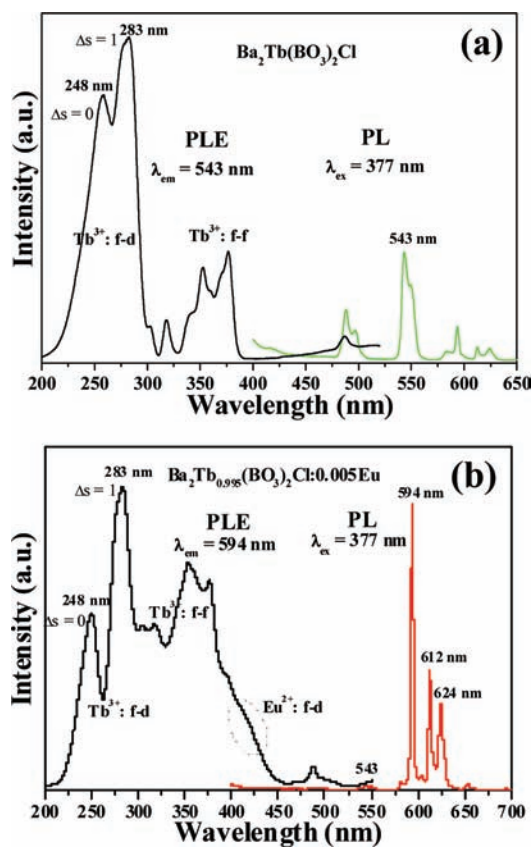 283 nm
Δs = 1
(a)
Ba₂Tb(BO₃)₂Cl
248 nm
Δs = 0
PLE
λem = 543 nm
PL
λex = 377 nm
Tb³⁺: f-d
Tb³⁺: f-f
543 nm
Intensity (a.u.)
200 250 300 350 400 450 500 550 600 650
Wavelength (nm)
283 nm
Δs = 1
Ba₂Tb₀.₉₉₅(BO₃)₂Cl:0.005Eu
(b)
594 nm
PLE
λem = 594 nm
PL
λex = 377 nm
248 nm
Δs = 0
Tb³⁺: f-f
612 nm
624 nm
Tb³⁺: f-d
Eu²⁺: f-d
543
Intensity (a.u.)
200 250 300 350 400 450 500 550 600 650 700
Wavelength (nm)